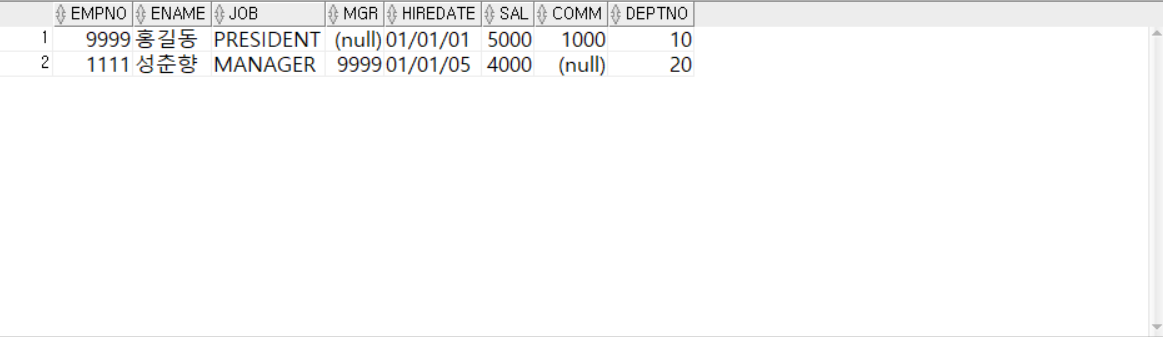 EMPNO ENAME JOB MGR HIREDATE SAL COMM DEPTNO
1 9999 홍길동 PRESIDENT (null) 01/01/01 5000 1000 10
2 1111 성춘향 MANAGER 9999 01/01/05 4000 (null) 20